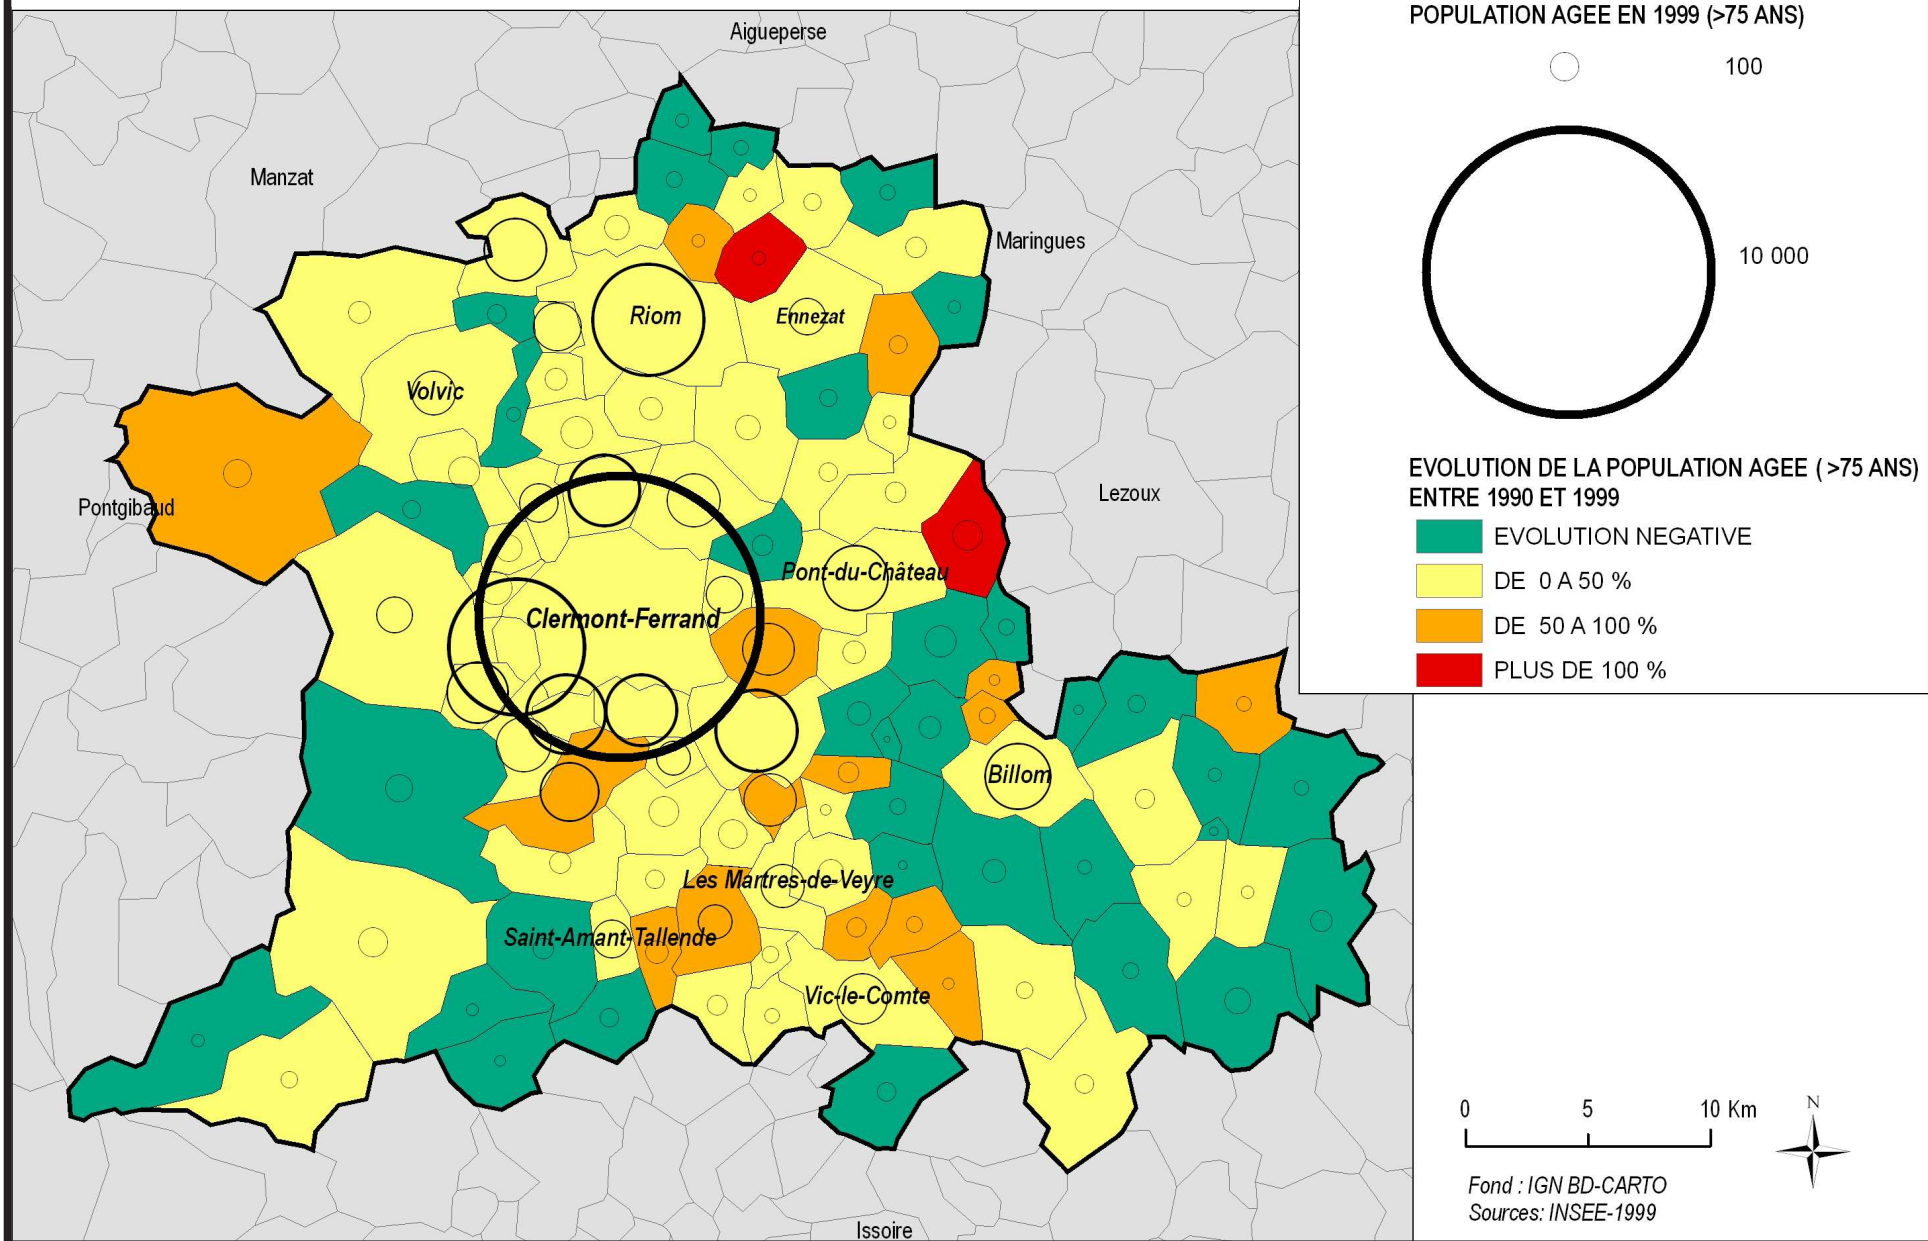 POPULATION AGEE EN 1999 (>75 ANS)
100
10 000
EVOLUTION DE LA POPULATION AGEE ( >75 ANS)
ENTRE 1990 ET 1999
EVOLUTION NEGATIVE
DE 0 A 50 %
DE 50 A 100 %
PLUS DE 100 %
Aigueperse
Manzat
Maringues
Riom
Ennezat
Volvic
Pontgibaud
Lezoux
Pont-du-Château
Clermont-Ferrand
Billom
Les Martres-de-Veyre
Saint-Amant-Tallende
Vic-le-Comte
Issoire
0 5 10 Km
N
Fond : IGN BD-CARTO
Sources: INSEE-1999